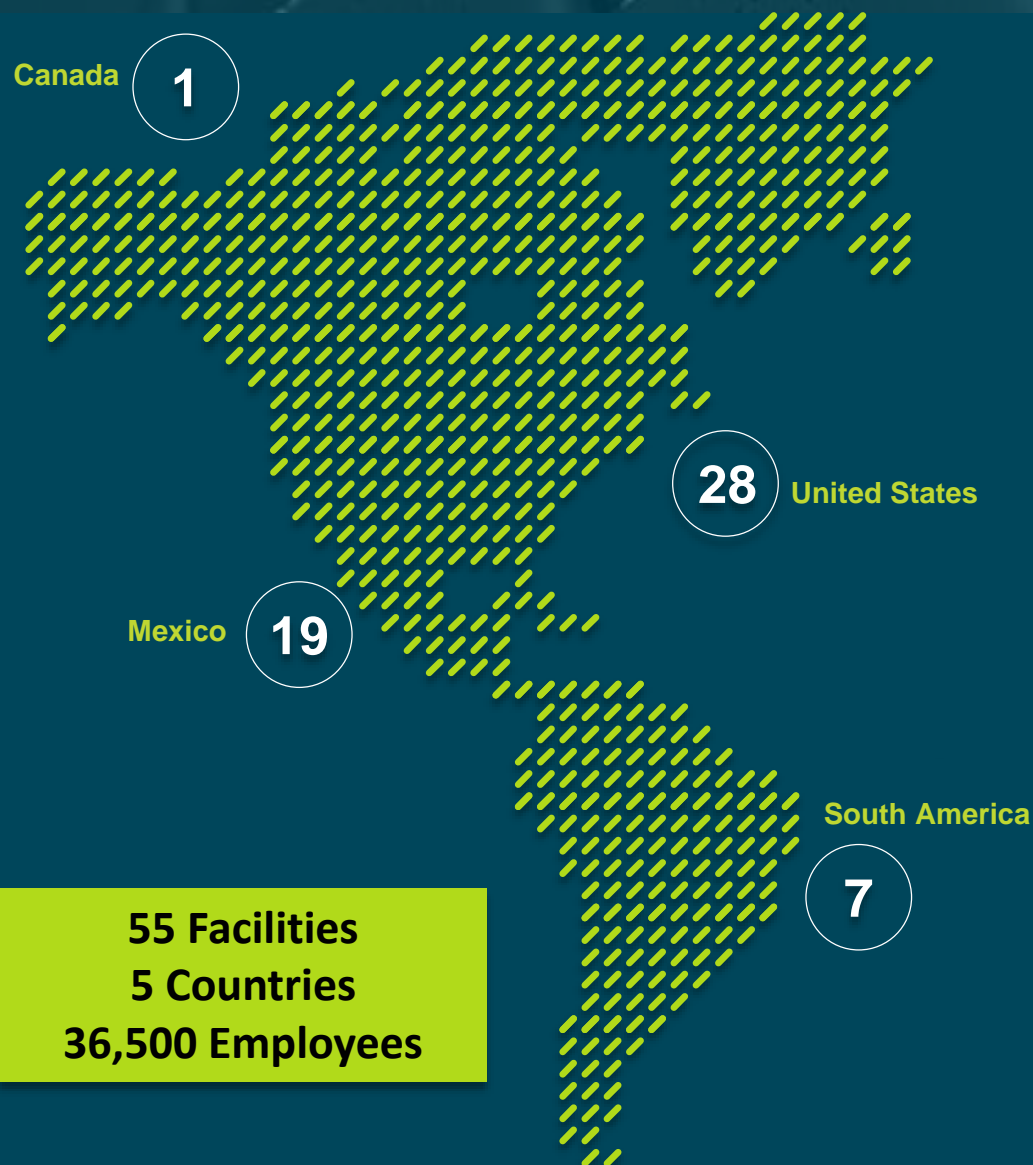 Canada
1
28
United States
Mexico
19
South America
7
55 Facilities
5 Countries
36,500 Employees